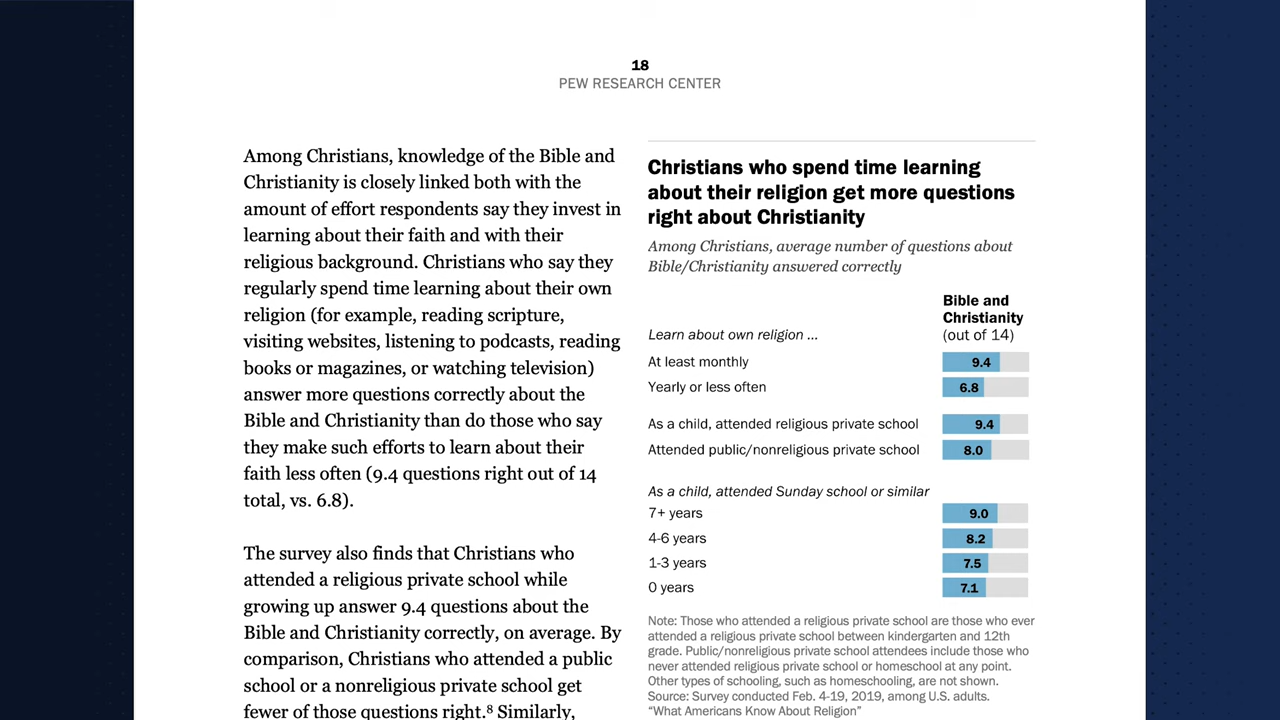 18
PEW RESEARCH CENTER
Among Christians, knowledge of the Bible and
Christianity is closely linked both with the
amount of effort respondents say they invest in
learning about their faith and with their
religious background. Christians who say they
regularly spend time learning about their own
religion (for example, reading scripture,
visiting websites, listening to podcasts, reading
books or magazines, or watching television)
answer more questions correctly about the
Bible and Christianity than do those who say
they make such efforts to learn about their
faith less often (9.4 questions right out of 14
total, vs. 6.8).
The survey also finds that Christians who
attended a religious private school while
growing up answer 9.4 questions about the
Bible and Christianity correctly, on average. By
comparison, Christians who attended a public
school or a nonreligious private school get
fewer of those questions right.⁸ Similarly,
Christians who spend time learning
about their religion get more questions
right about Christianity
Among Christians, average number of questions about
Bible/Christianity answered correctly
Bible and
Christianity
Learn about own religion ... (out of 14)
At least monthly 9.4
Yearly or less often 6.8
As a child, attended religious private school 9.4
Attended public/nonreligious private school 8.0
As a child, attended Sunday school or similar
7+ years 9.0
4-6 years 8.2
1-3 years 7.5
0 years 7.1
Note: Those who attended a religious private school are those who ever
attended a religious private school between kindergarten and 12th
grade. Public/nonreligious private school attendees include those who
never attended religious private school or homeschool at any point.
Other types of schooling, such as homeschooling, are not shown.
Source: Survey conducted Feb. 4-19, 2019, among U.S. adults.
“What Americans Know About Religion”